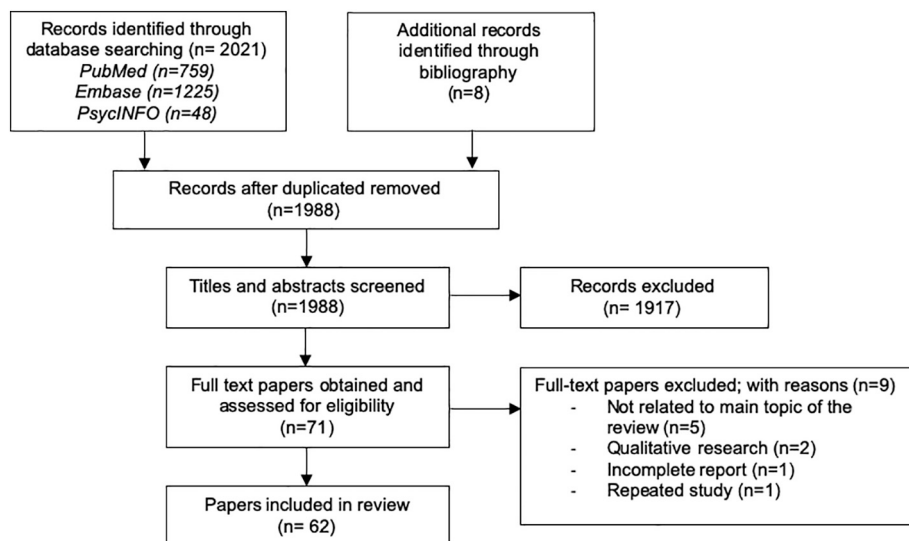 Records identified through
database searching (n= 2021)
PubMed (n=759)
Embase (n=1225)
PsycINFO (n=48)
Additional records
identified through
bibliography
(n=8)
Records after duplicated removed
(n=1988)
Titles and abstracts screened
(n=1988)
Records excluded
(n= 1917)
Full text papers obtained and
assessed for eligibility
(n=71)
Full-text papers excluded; with reasons (n=9)
- Not related to main topic of the
review (n=5)
- Qualitative research (n=2)
- Incomplete report (n=1)
- Repeated study (n=1)
Papers included in review
(n= 62)